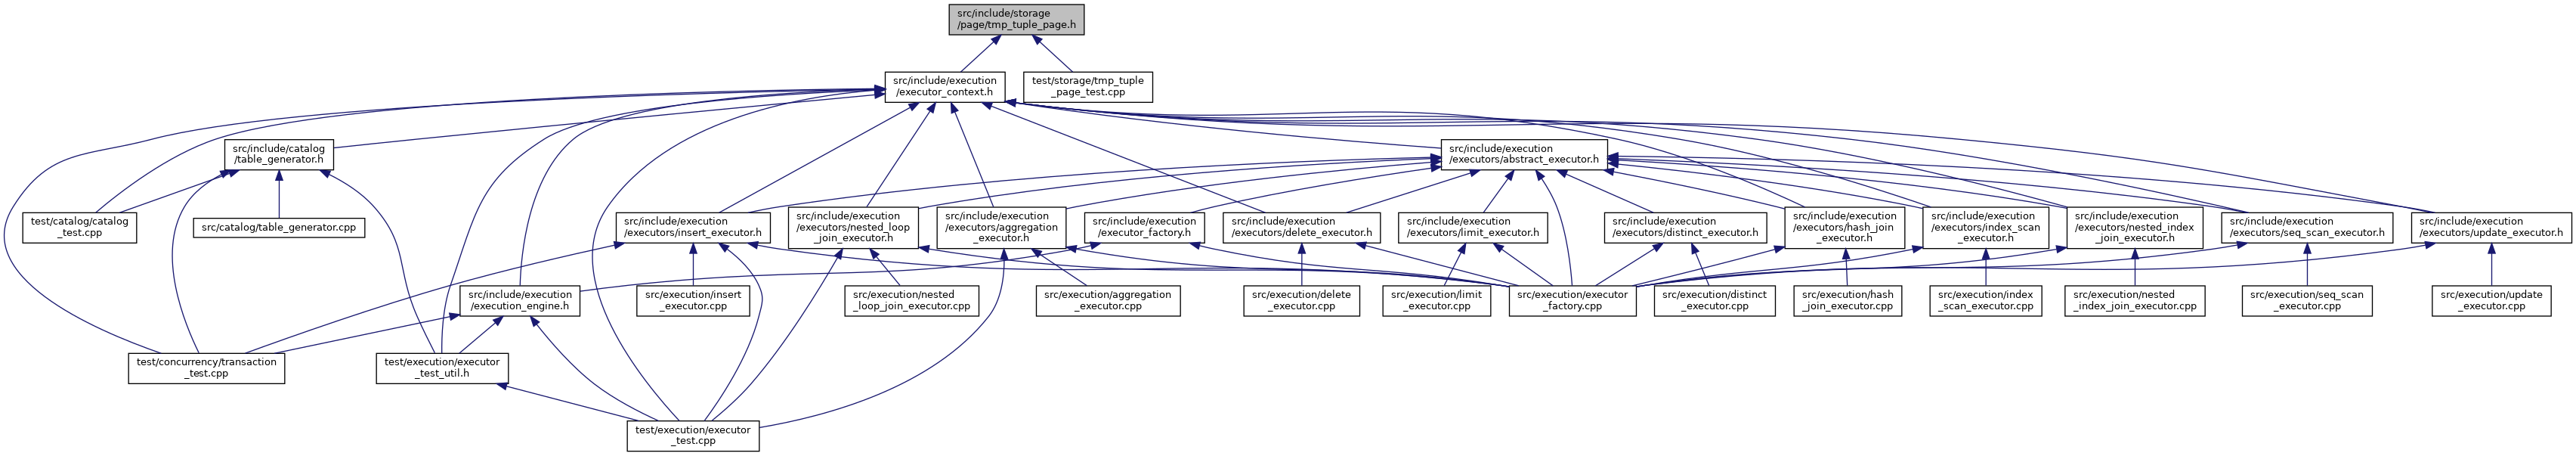 src/include/storage
/page/tmp_tuple_page.h
src/include/execution
/executor_context.h
test/storage/tmp_tuple
_page_test.cpp
src/include/catalog
/table_generator.h
src/include/execution
/executors/abstract_executor.h
test/catalog/catalog
_test.cpp
src/catalog/table_generator.cpp
src/include/execution
/executors/insert_executor.h
src/include/execution
/executors/nested_loop
_join_executor.h
src/include/execution
/executors/aggregation
_executor.h
src/include/execution
/executor_factory.h
src/include/execution
/executors/delete_executor.h
src/include/execution
/executors/limit_executor.h
src/include/execution
/executors/distinct_executor.h
src/include/execution
/executors/hash_join
_executor.h
src/include/execution
/executors/index_scan
_executor.h
src/include/execution
/executors/nested_index
_join_executor.h
src/include/execution
/executors/seq_scan_executor.h
src/include/execution
/executors/update_executor.h
src/include/execution
/execution_engine.h
src/execution/insert
_executor.cpp
src/execution/nested
_loop_join_executor.cpp
src/execution/aggregation
_executor.cpp
src/execution/delete
_executor.cpp
src/execution/limit
_executor.cpp
src/execution/executor
_factory.cpp
src/execution/distinct
_executor.cpp
src/execution/hash
_join_executor.cpp
src/execution/index
_scan_executor.cpp
src/execution/nested
_index_join_executor.cpp
src/execution/seq_scan
_executor.cpp
src/execution/update
_executor.cpp
test/concurrency/transaction
_test.cpp
test/execution/executor
_test_util.h
test/execution/executor
_test.cpp